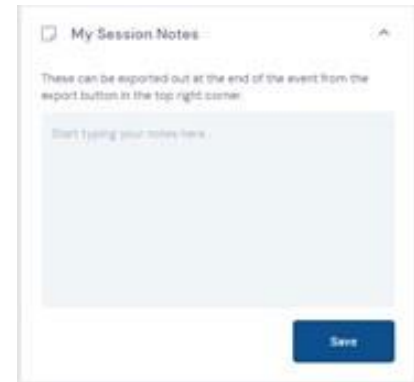 My Session Notes
These can be exported out at the end of the event from the
export button in the top right corner.
Start typing your notes here
Save